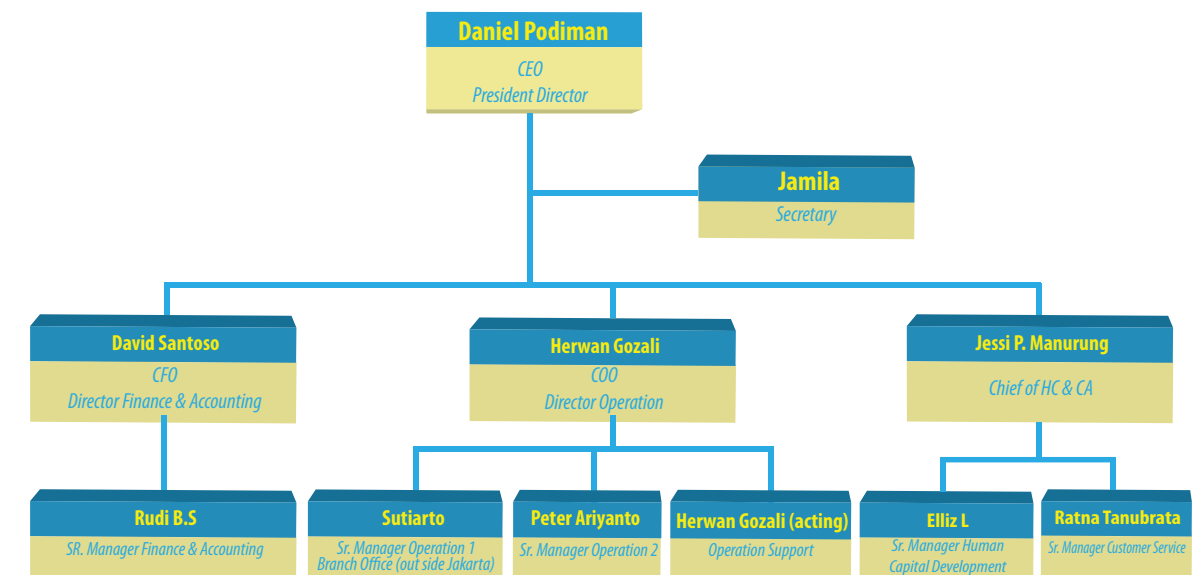 Daniel Podiman
CEO
President Director
Jamila
Secretary
David Santoso
CFO
Director Finance & Accounting
Herwan Gozali
COO
Director Operation
Jessi P. Manurung
Chief of HC & CA
Rudi B.S
SR. Manager Finance & Accounting
Sutiarto
Sr. Manager Operation 1
Branch Office (out side Jakarta)
Peter Ariyanto
Sr. Manager Operation 2
Herwan Gozali (acting)
Operation Support
Elliz L
Sr. Manager Human
Capital Development
Ratna Tanubrata
Sr. Manager Customer Service